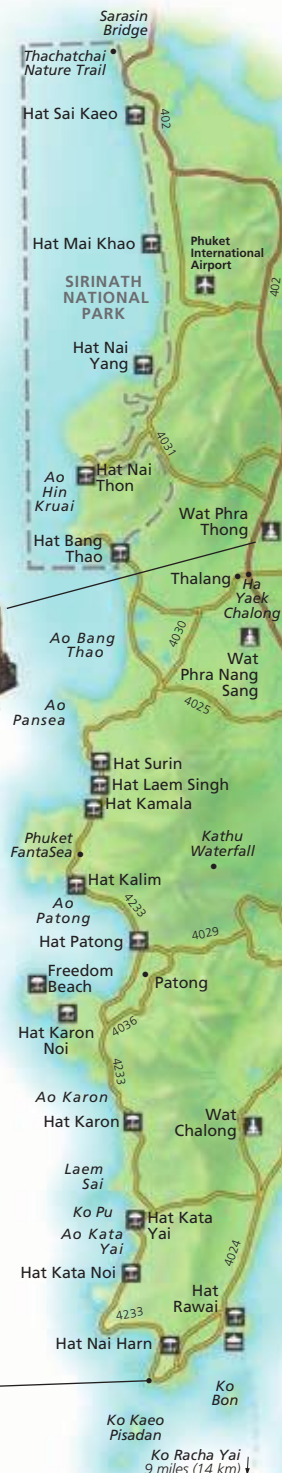 Sarasin
Bridge
Thachatchai
Nature Trail
Hat Sai Kaeo
402
Hat Mai Khao
Phuket
International
Airport
SIRINATH
NATIONAL
PARK
402
Hat Nai
Yang
4031
Ao
Hin
Kruai
Hat Nai
Thon
Wat Phra
Thong
Hat Bang
Thao
Thalang
Ha
Yaek
Chalong
Ao Bang
Thao
4030
Wat
Phra Nang
Sang
4025
Ao
Pansea
Hat Surin
Hat Laem Singh
Hat Kamala
Phuket
FantaSea
Kathu
Waterfall
Hat Kalim
Ao
Patong
4233
4029
Hat Patong
Freedom
Beach
Patong
Hat Karon
Noi
4036
4233
Ao Karon
Hat Karon
Wat
Chalong
Laem
Sai
Ko Pu
Ao Kata
Yai
Hat Kata
Yai
4024
Hat Kata Noi
Hat
Rawai
4233
Hat Nai Harn
Ko
Bon
Ko Kaeo
Pisadan
Ko Racha Yai
9 miles (14 km)